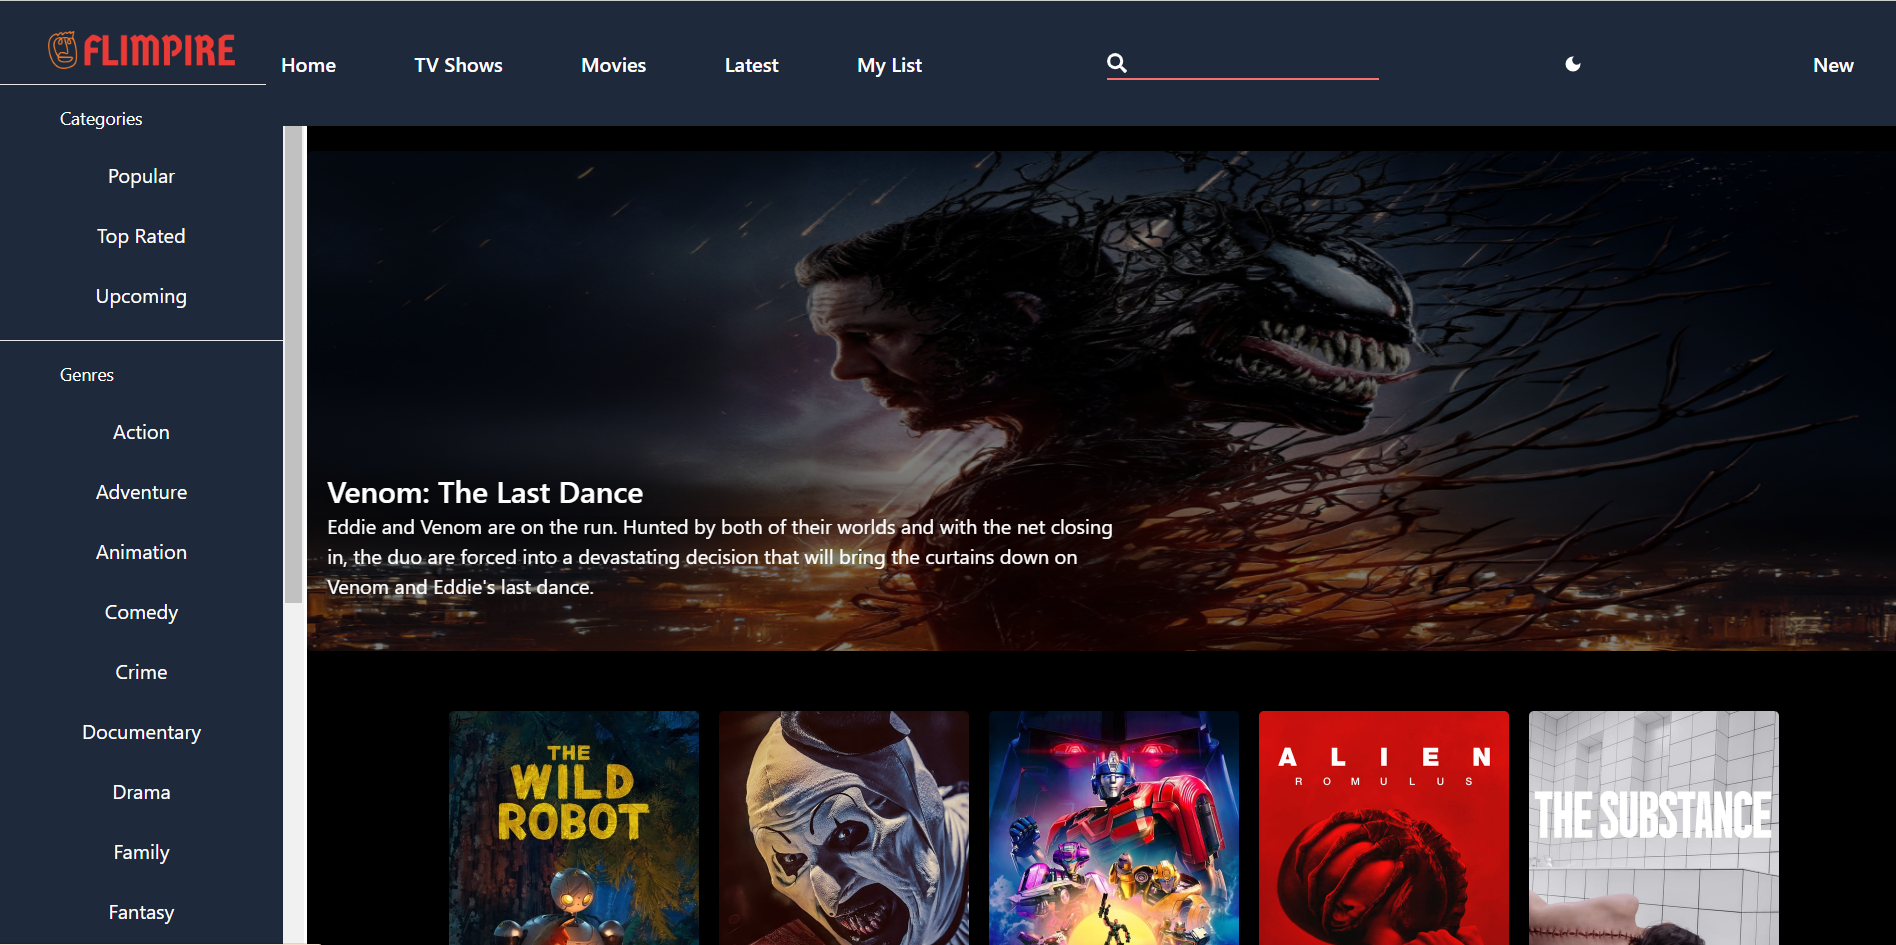 FLIMPIRE
Home
TV Shows
Movies
Latest
My List
New
Categories
Popular
Top Rated
Upcoming
Genres
Action
Adventure
Animation
Comedy
Crime
Documentary
Drama
Family
Fantasy
Venom: The Last Dance
Eddie and Venom are on the run. Hunted by both of their worlds and with the net closing
in, the duo are forced into a devastating decision that will bring the curtains down on
Venom and Eddie's last dance.
THE
WILD
ROBOT
ALIEN
ROMULUS
THE SUBSTANCE